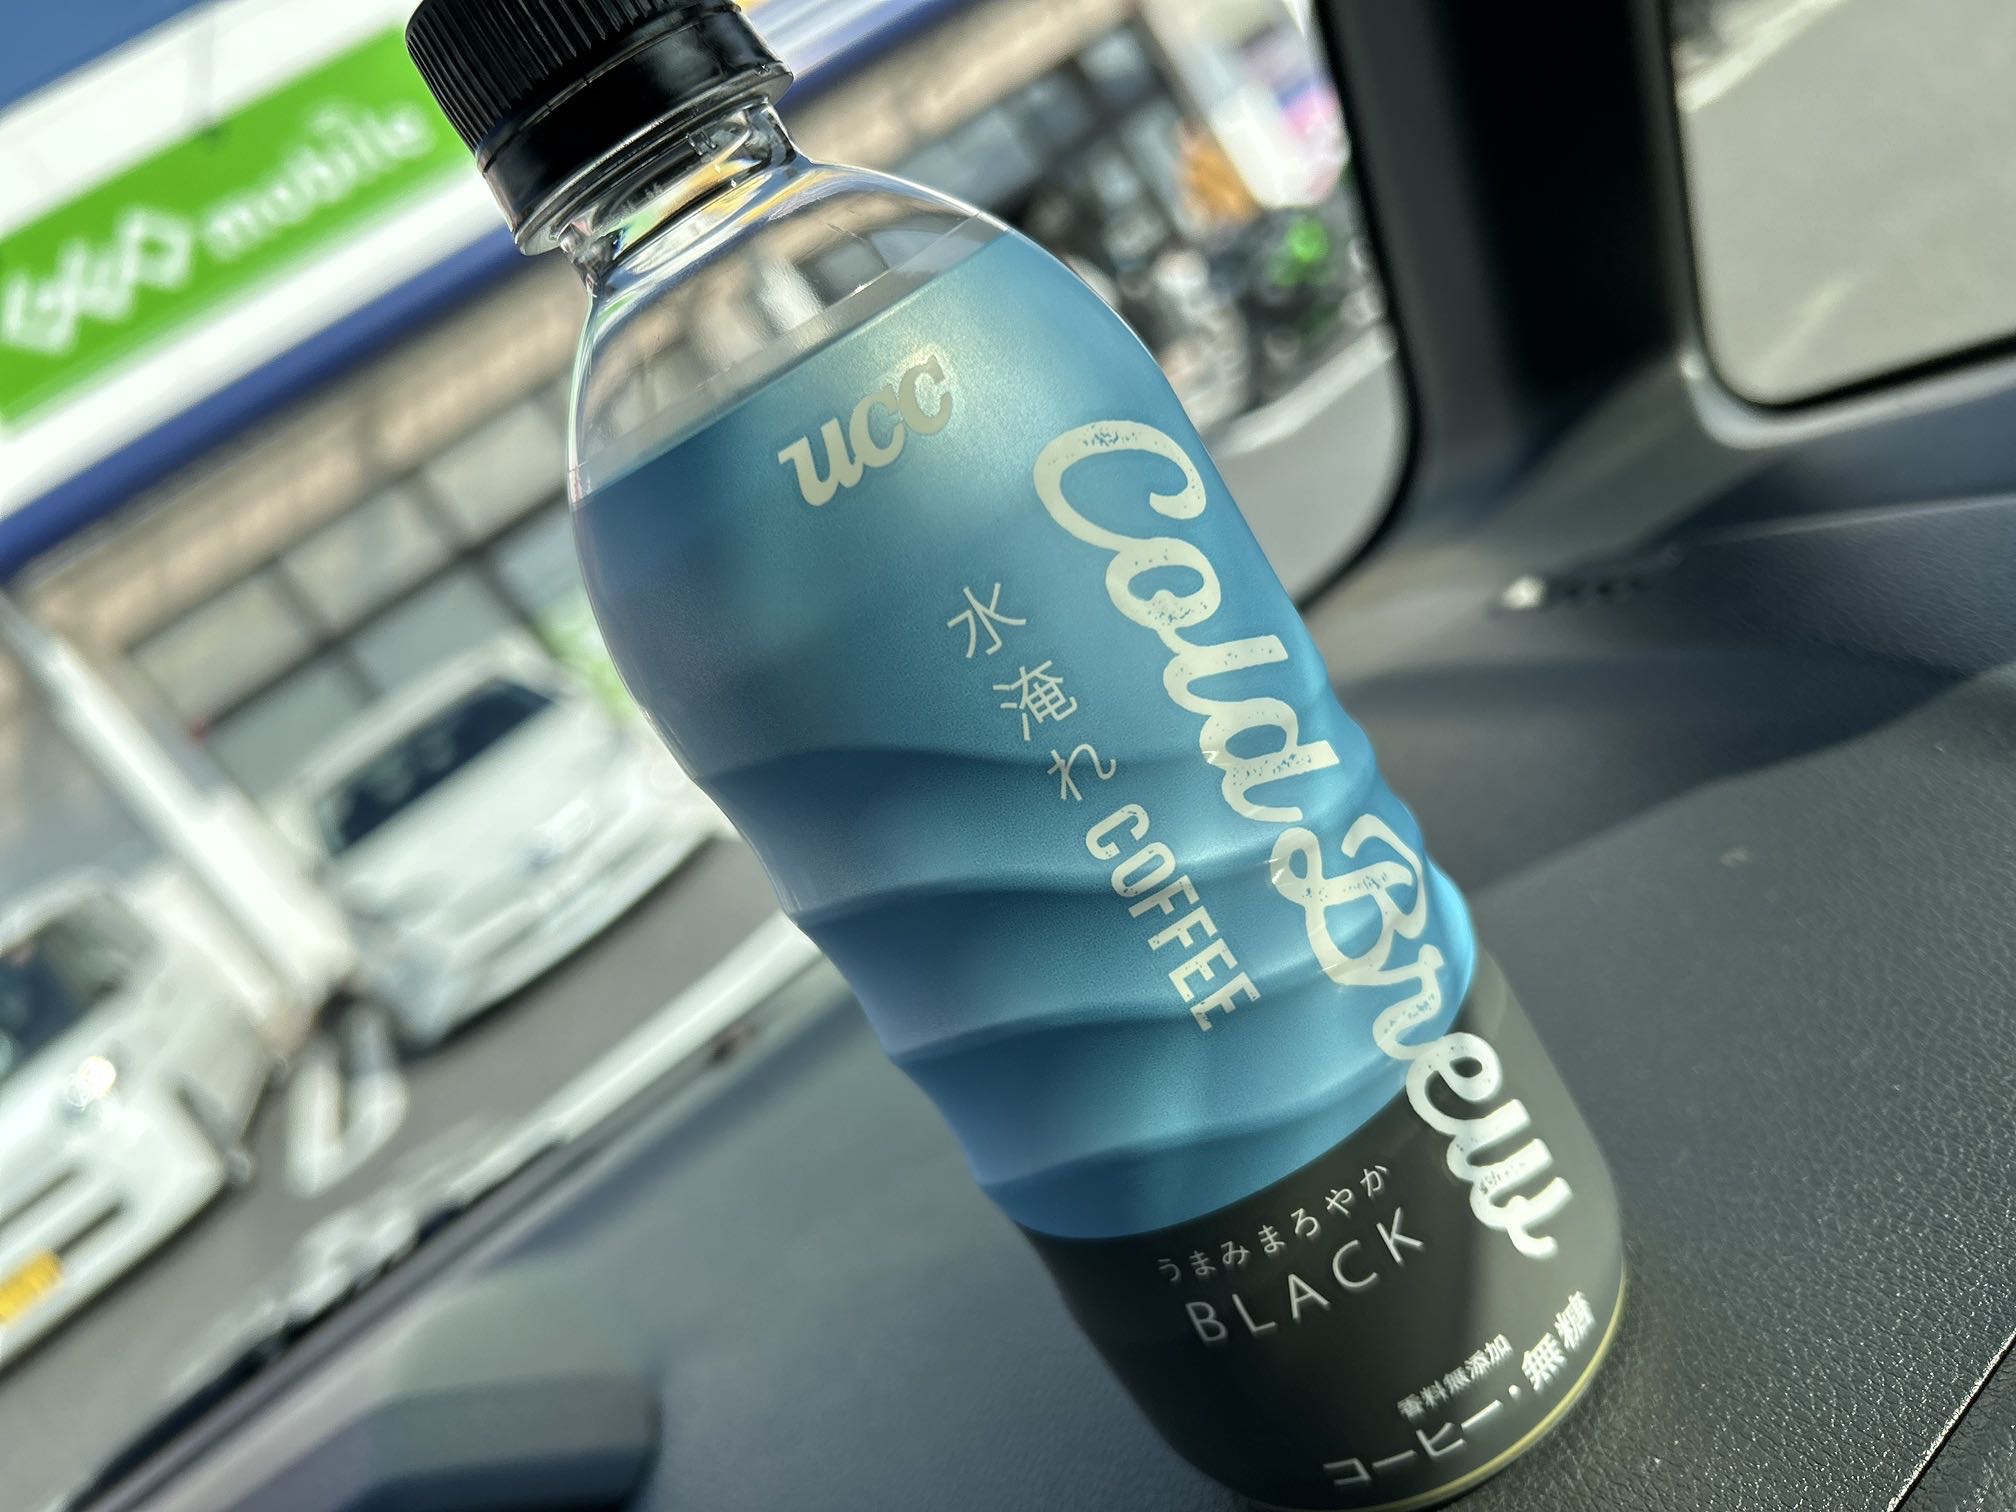 mobile
ucc
Cold Brew
水淹れ COFFEE
うまみまろやか
BLACK
香料無添加
コーヒー・無糖